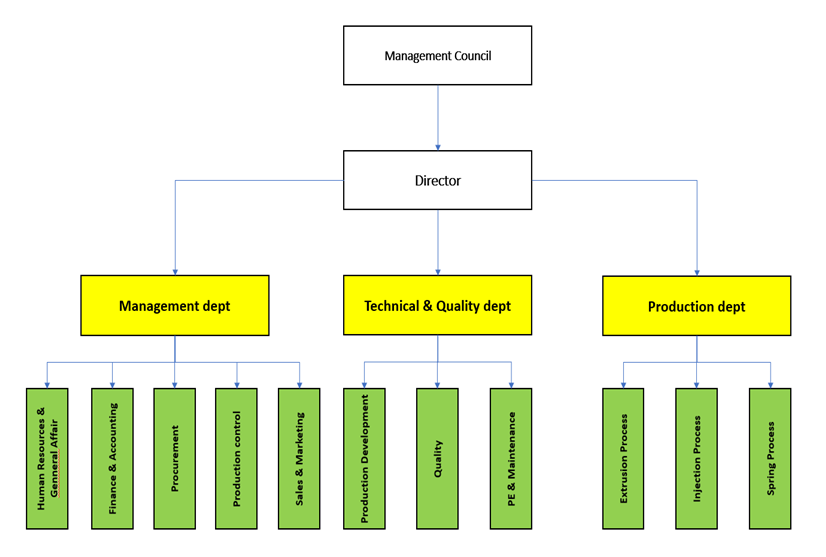 Management Council
Director
Management dept
Technical & Quality dept
Production dept
Human Resources &
Genneral Affair
Finance & Accounting
Procurement
Production control
Sales & Marketing
Production Development
Quality
PE & Maintenance
Extrusion Process
Injection Process
Spring Process